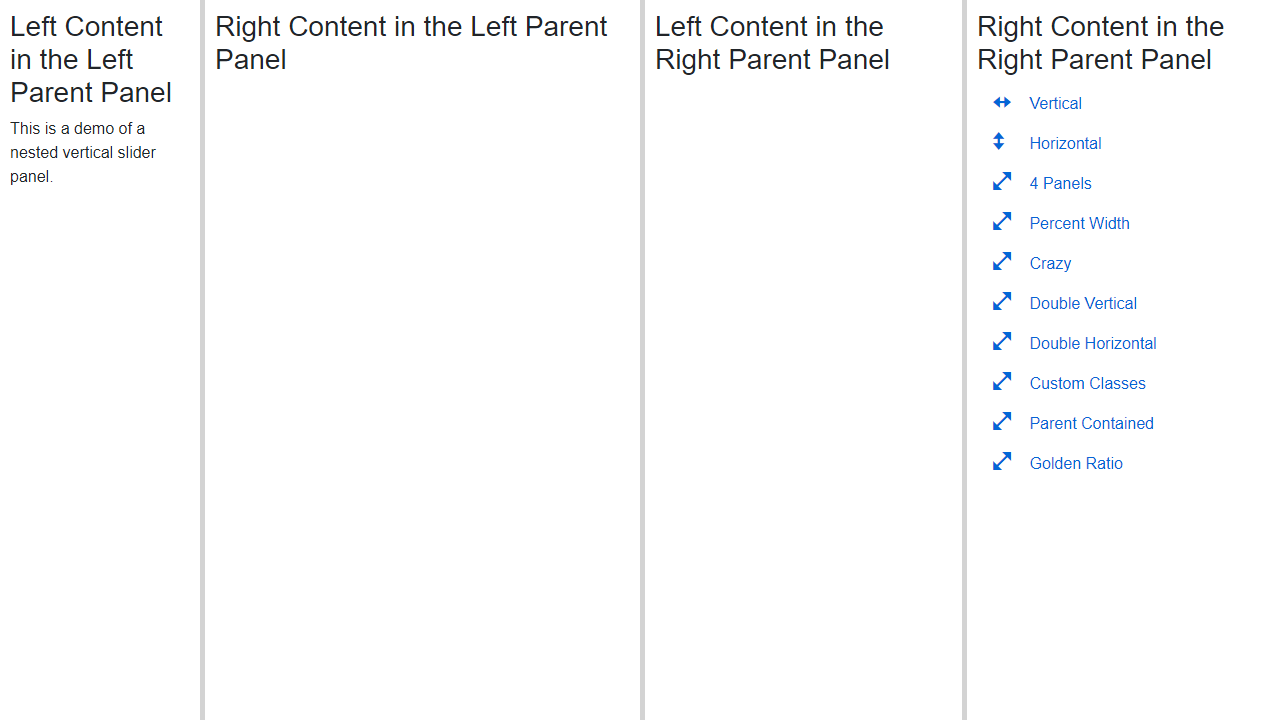 Left Content
in the Left
Parent Panel
This is a demo of a
nested vertical slider
panel.
Right Content in the Left Parent
Panel
Left Content in the
Right Parent Panel
Right Content in the
Right Parent Panel
Vertical
Horizontal
4 Panels
Percent Width
Crazy
Double Vertical
Double Horizontal
Custom Classes
Parent Contained
Golden Ratio